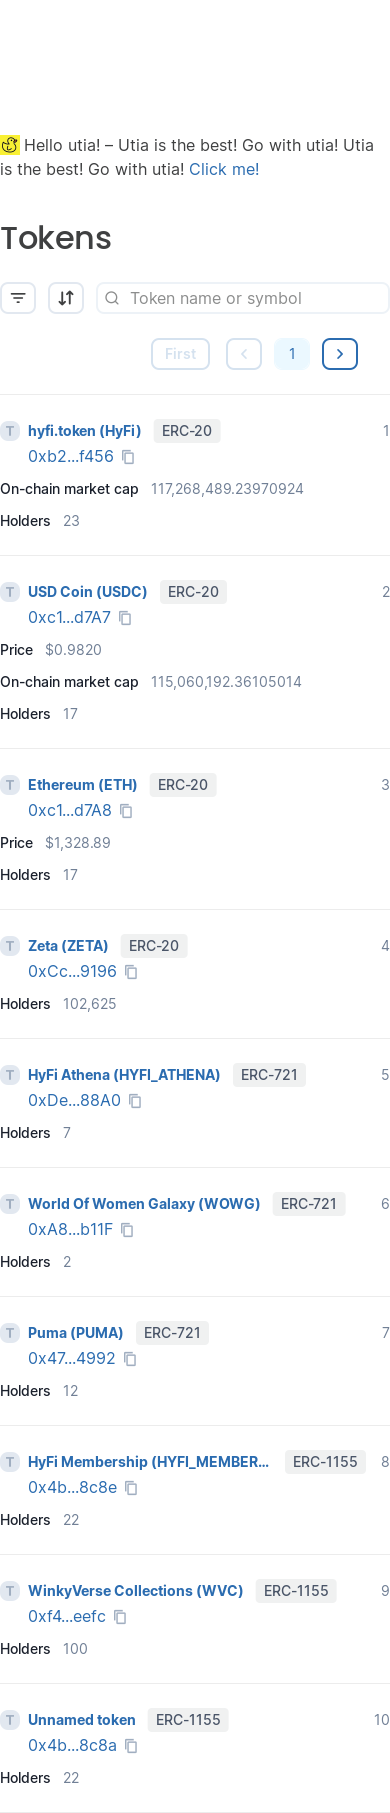 Hello utia! – Utia is the best! Go with utia! Utia
is the best! Go with utia! Click me!
Tokens
Token name or symbol
First
1
T hyfi.token (HyFi) ERC-20 1
0xb2...f456
On-chain market cap 117,268,489.23970924
Holders 23
T USD Coin (USDC) ERC-20 2
0xc1...d7A7
Price $0.9820
On-chain market cap 115,060,192.36105014
Holders 17
T Ethereum (ETH) ERC-20 3
0xc1...d7A8
Price $1,328.89
Holders 17
T Zeta (ZETA) ERC-20 4
0xCc...9196
Holders 102,625
T HyFi Athena (HYFI_ATHENA) ERC-721 5
0xDe...88A0
Holders 7
T World Of Women Galaxy (WOWG) ERC-721 6
0xA8...b11F
Holders 2
T Puma (PUMA) ERC-721 7
0x47...4992
Holders 12
T HyFi Membership (HYFI_MEMBER... ERC-1155 8
0x4b...8c8e
Holders 22
T WinkyVerse Collections (WVC) ERC-1155 9
0xf4...eefc
Holders 100
T Unnamed token ERC-1155 10
0x4b...8c8a
Holders 22